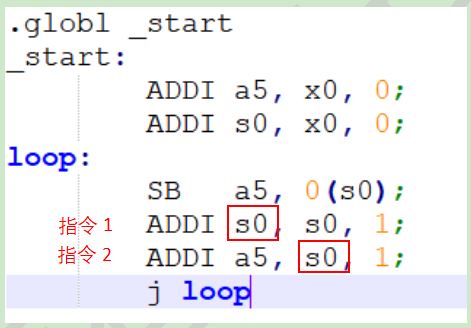 .globl _start
_start:
ADDI a5, x0, 0;
ADDI s0, x0, 0;
loop:
SB a5, 0(s0);
指令1 ADDI s0, s0, 1;
指令2 ADDI a5, s0, 1;
j loop